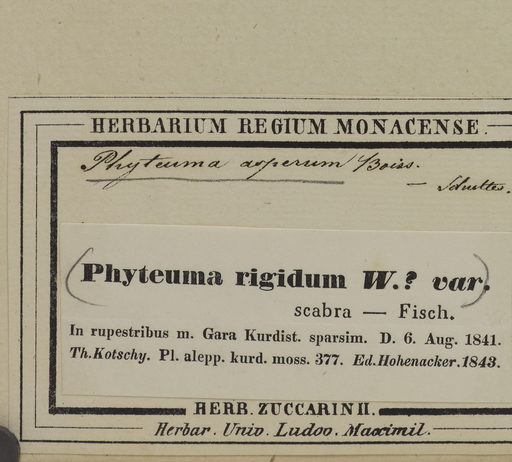 HERBARIUM REGIUM MONACENSE.
Phyteuma asperum Boiss.
— Schultes.
(Phyteuma rigidum W.? var.)
scabra — Fisch.
In rupestribus m. Gara Kurdist. sparsim. D. 6. Aug. 1841.
Th. Kotschy. Pl. alepp. kurd. moss. 377. Ed. Hohenacker. 1843.
HERB. ZUCCARINII.
Herbar. Univ. Ludov. Maximil.